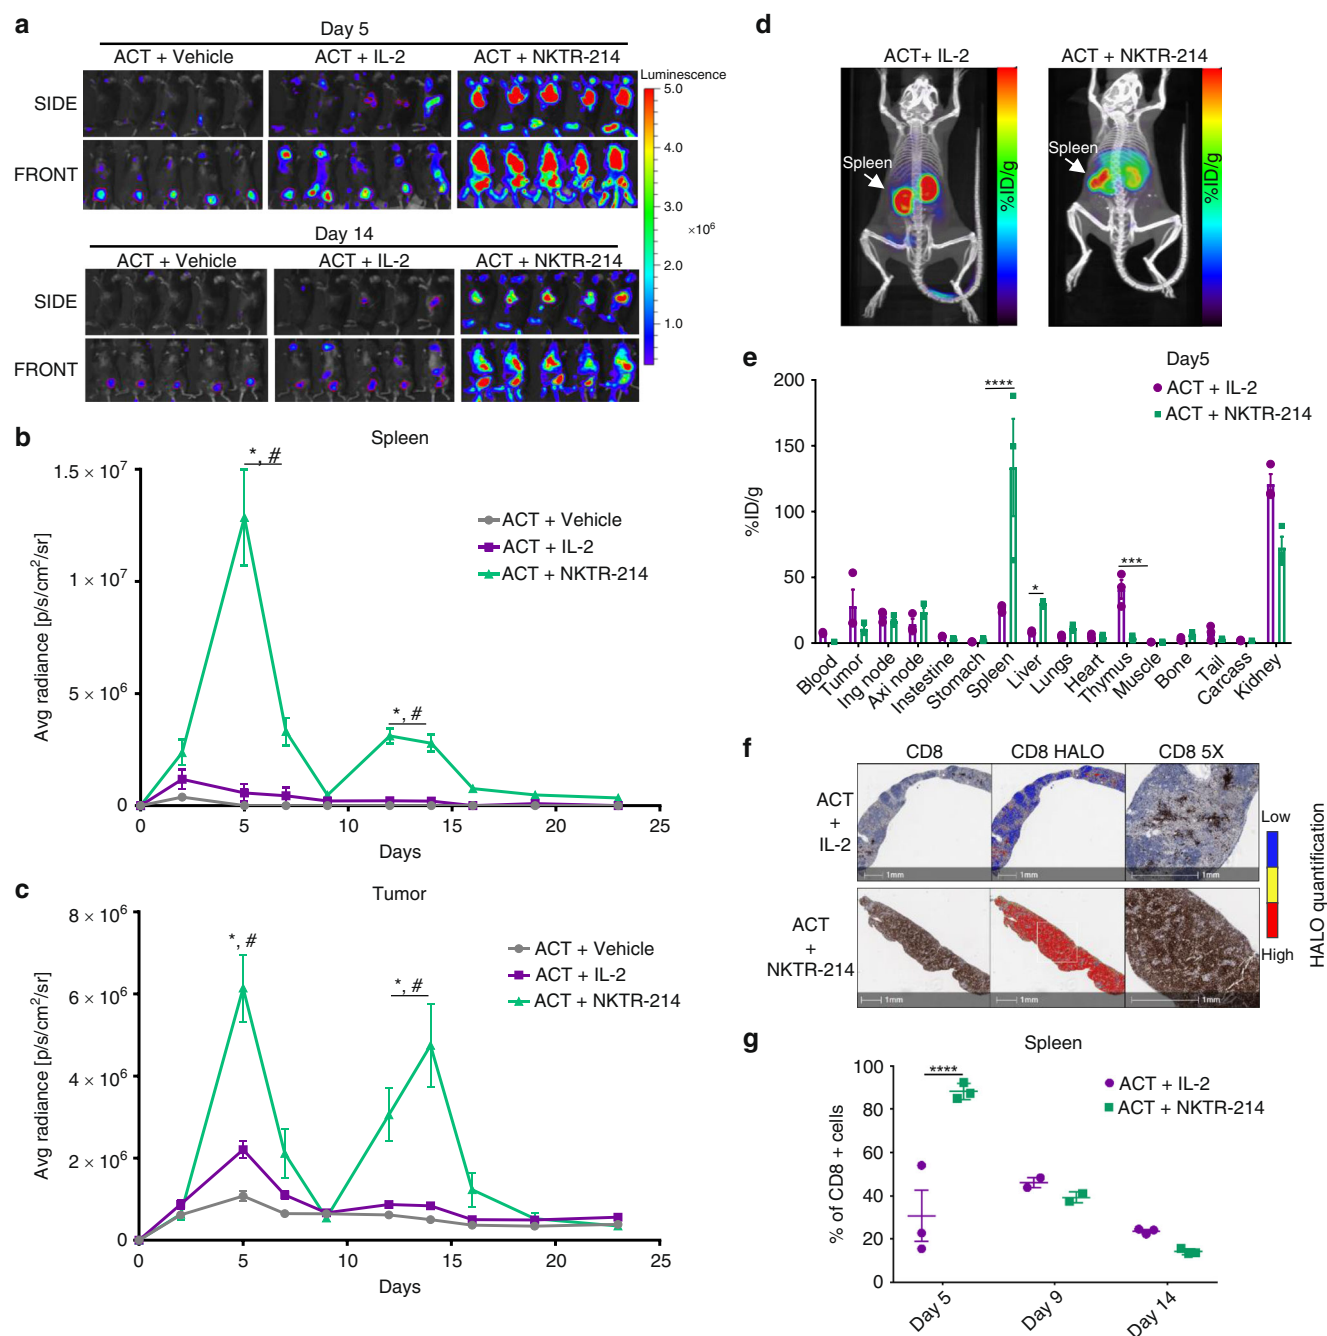 a
Day 5
ACT + Vehicle
ACT + IL-2
ACT + NKTR-214
SIDE
FRONT
Luminescence
5.0
4.0
3.0
×10⁶
2.0
1.0
Day 14
ACT + Vehicle
ACT + IL-2
ACT + NKTR-214
SIDE
FRONT
b
Spleen
*, #
1.5 × 10⁷
1 × 10⁷
5 × 10⁶
0
Avg radiance [p/s/cm²/sr]
ACT + Vehicle
ACT + IL-2
ACT + NKTR-214
*, #
0 5 10 15 20 25
Days
c
Tumor
8 × 10⁶
6 × 10⁶
4 × 10⁶
2 × 10⁶
0
Avg radiance [p/s/cm²/sr]
*, #
*, #
ACT + Vehicle
ACT + IL-2
ACT + NKTR-214
0 5 10 15 20 25
Days
d
ACT+ IL-2
ACT + NKTR-214
Spleen
%ID/g
Spleen
%ID/g
e
Day5
ACT + IL-2
ACT + NKTR-214
200
150
100
50
0
%ID/g
****
*
***
Blood
Tumor
Ing node
Axi node
Instestine
Stomach
Spleen
Liver
Lungs
Heart
Thymus
Muscle
Bone
Tail
Carcass
Kidney
f
CD8
CD8 HALO
CD8 5X
ACT
+
IL-2
1mm
1mm
1mm
ACT
+
NKTR-214
1mm
1mm
1mm
Low
High
HALO quantification
g
Spleen
100
80
60
40
20
0
% of CD8 + cells
****
ACT + IL-2
ACT + NKTR-214
Day 5
Day 9
Day 14